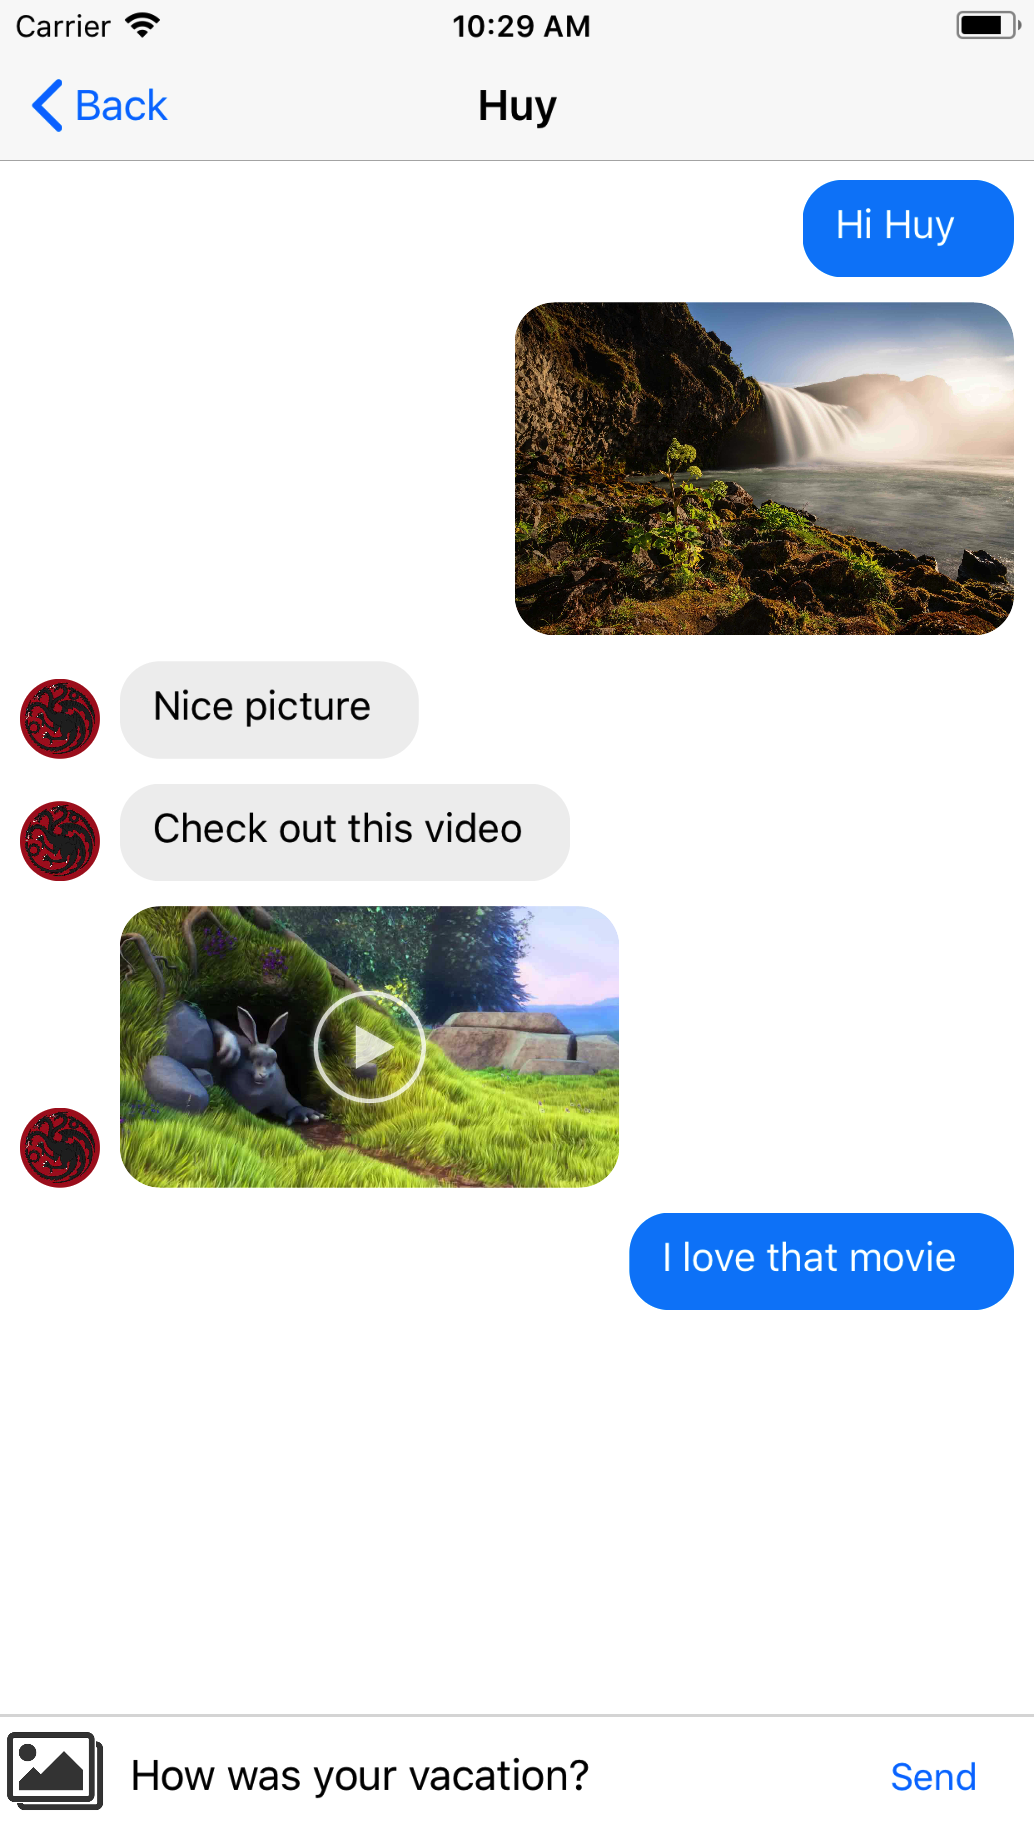 Carrier 10:29 AM
Back Huy
Hi Huy
Nice picture
Check out this video
I love that movie
How was your vacation? Send